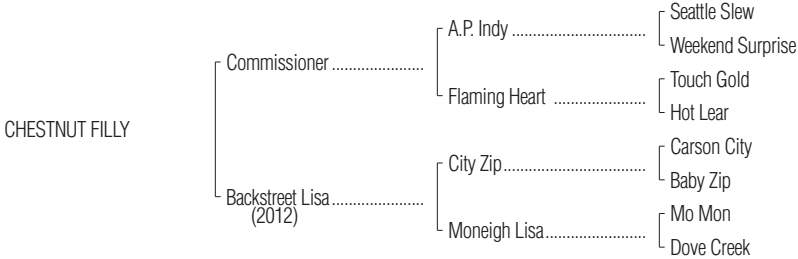 Seattle Slew
A.P. Indy
Weekend Surprise
Commissioner
Touch Gold
Flaming Heart
Hot Lear
CHESTNUT FILLY
Carson City
City Zip
Baby Zip
Backstreet Lisa
(2012)
Mo Mon
Moneigh Lisa
Dove Creek